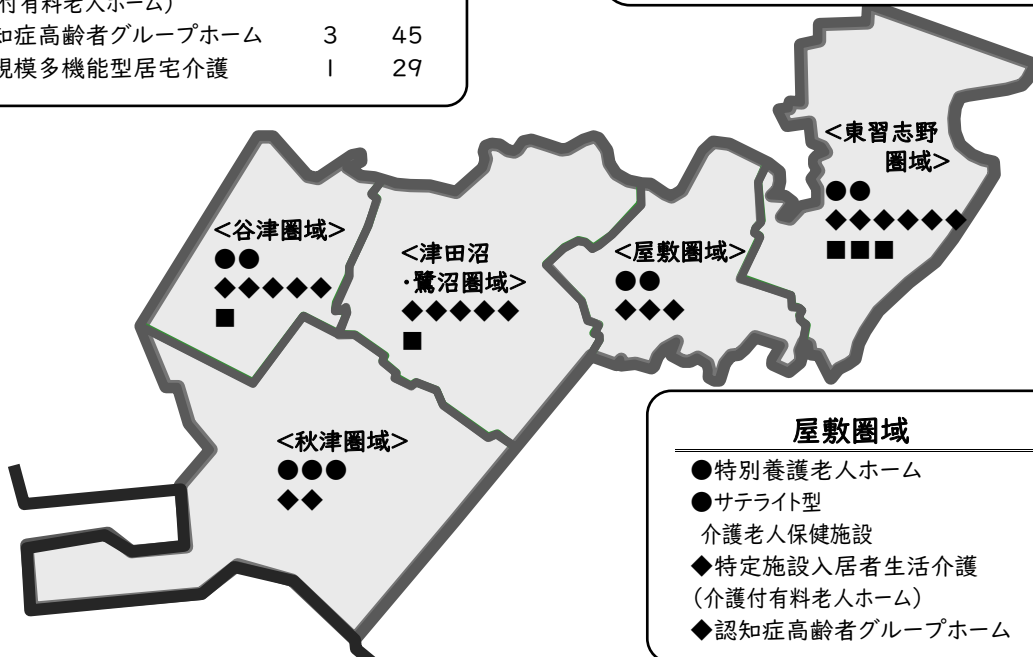 付有料老人ホーム)
知症高齢者グループホーム 3 45
規模多機能型居宅介護 1 29
<東習志野
圏域>
●●
◆◆◆◆◆◆
■■■
<谷津圏域>
●●
◆◆◆◆◆
■
<津田沼
・鷺沼圏域>
◆◆◆◆◆
■
<屋敷圏域>
●●
◆◆◆
<秋津圏域>
●●●
◆◆
屋敷圏域
●特別養護老人ホーム
●サテライト型
介護老人保健施設
◆特定施設入居者生活介護
(介護付有料老人ホーム)
◆認知症高齢者グループホーム